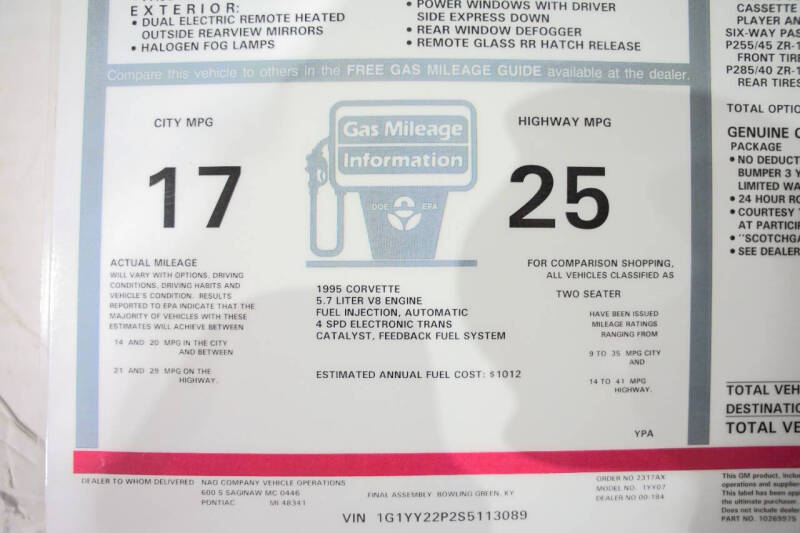 EXTERIOR:
• DUAL ELECTRIC REMOTE HEATED
OUTSIDE REARVIEW MIRRORS
• HALOGEN FOG LAMPS
• POWER WINDOWS WITH DRIVER
SIDE EXPRESS DOWN
• REAR WINDOW DEFOGGER
• REMOTE GLASS RR HATCH RELEASE
Compare this vehicle to others in the FREE GAS MILEAGE GUIDE available at the dealer.
CITY MPG
17
Gas Mileage
Information
DOE EPA
HIGHWAY MPG
25
ACTUAL MILEAGE
WILL VARY WITH OPTIONS, DRIVING
CONDITIONS, DRIVING HABITS AND
VEHICLE'S CONDITION. RESULTS
REPORTED TO EPA INDICATE THAT THE
MAJORITY OF VEHICLES WITH THESE
ESTIMATES WILL ACHIEVE BETWEEN
14 AND 20 MPG IN THE CITY
AND BETWEEN
21 AND 29 MPG ON THE
HIGHWAY.
1995 CORVETTE
5.7 LITER V8 ENGINE
FUEL INJECTION, AUTOMATIC
4 SPD ELECTRONIC TRANS
CATALYST, FEEDBACK FUEL SYSTEM
ESTIMATED ANNUAL FUEL COST: $1012
FOR COMPARISON SHOPPING,
ALL VEHICLES CLASSIFIED AS
TWO SEATER
HAVE BEEN ISSUED
MILEAGE RATINGS
RANGING FROM
9 TO 35 MPG CITY
AND
14 TO 41 MPG
HIGHWAY.
YPA
CASSETTE
PLAYER AN
SIX-WAY PAS
P255/45 ZR-1
FRONT TIRE
P285/40 ZR-1
REAR TIRES
TOTAL OPTIO
GENUINE C
PACKAGE
• NO DEDUCT
BUMPER 3 Y
LIMITED WA
• 24 HOUR RO
• COURTESY
AT PARTICIP
• "SCOTCHGA
• SEE DEALER
TOTAL VEH
DESTINATIO
TOTAL VE
DEALER TO WHOM DELIVERED
NAO COMPANY VEHICLE OPERATIONS
600 S SAGINAW MC 0446
PONTIAC MI 48341
FINAL ASSEMBLY BOWLING GREEN, KY
ORDER NO 2317AX
MODEL NO. 1YY07
DEALER NO 00-184
VIN 1G1YY22P2S5113089
This GM product, inclu
operations and supplier
This label has been app
the ultimate purchaser.
Does not include dealer
PART NO. 10269975